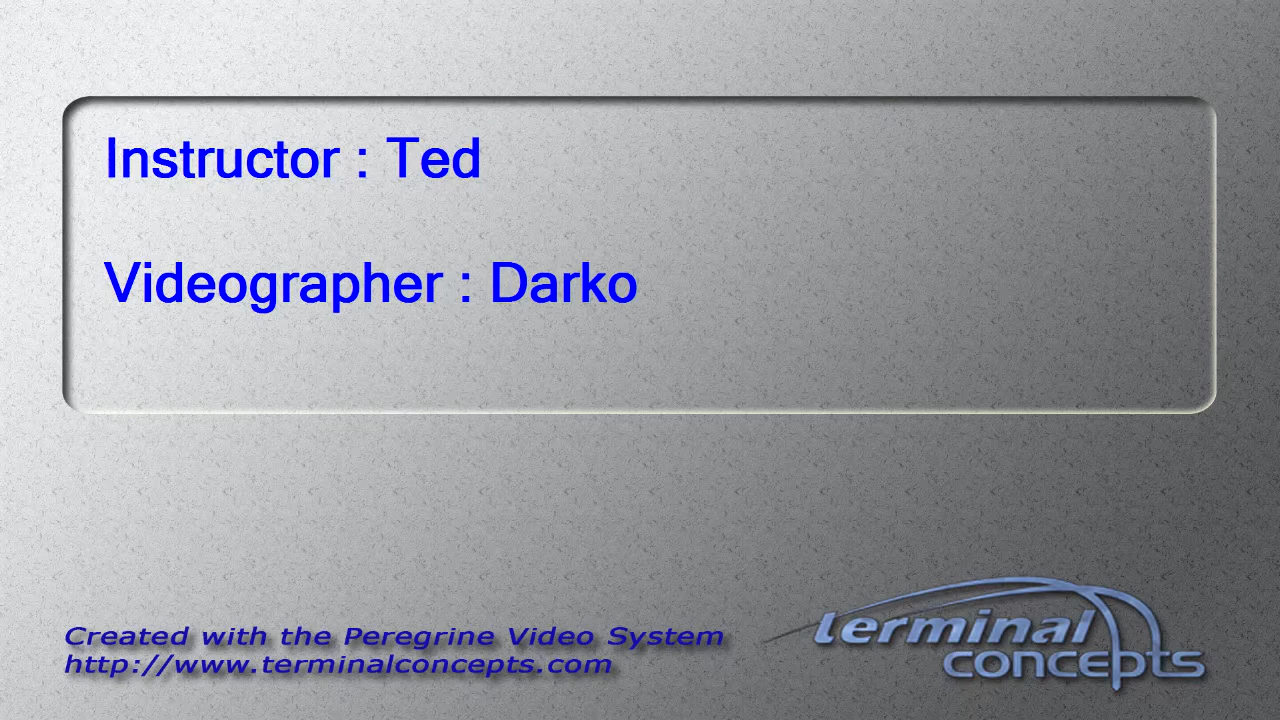 Instructor : Ted
Videographer : Darko
Created with the Peregrine Video System
http://www.terminalconcepts.com
terminal
concepts